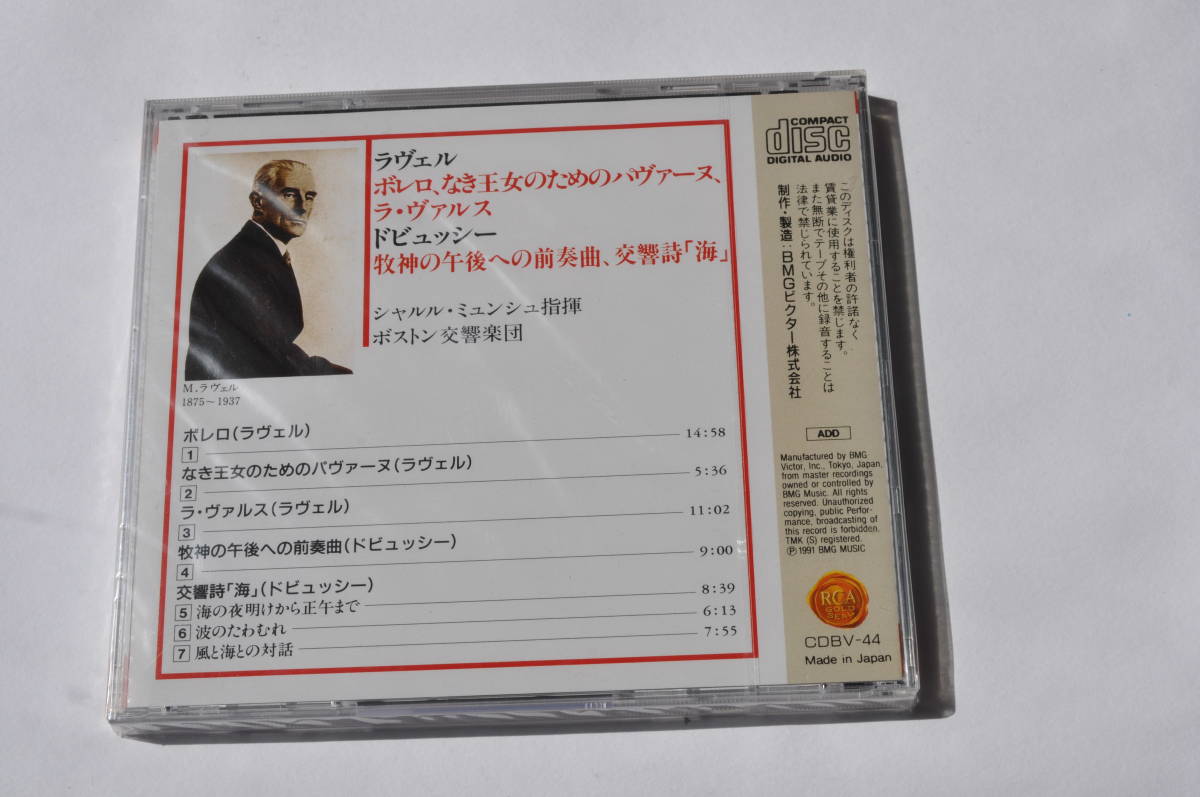 ラヴェル
ボレロ、なき王女のためのパヴァーヌ、
ラ・ヴァルス
ドビュッシー
牧神の午後への前奏曲、交響詩「海」
シャルル・ミュンシュ指揮
ボストン交響楽団
M.ラヴェル
1875～1937
ボレロ(ラヴェル)
1 14:58
なき王女のためのパヴァーヌ(ラヴェル)
2 5:36
ラ・ヴァルス(ラヴェル)
3 11:02
牧神の午後への前奏曲(ドビュッシー)
4 9:00
交響詩「海」(ドビュッシー)
5 海の夜明けから正午まで 8:39
6 波のたわむれ 6:13
7 風と海との対話 7:55
COMPACT
disc
DIGITAL AUDIO
このディスクは権利者の許諾なく
賃貸業に使用することを禁じます。
また無断でテープその他に録音することは
法律で禁じられています。
制作・製造:BMGビクター株式会社
ADD
Manufactured by BMG
Victor, Inc., Tokyo, Japan,
from master recordings
owned or controlled by
BMG Music. All rights
reserved. Unauthorized
copying, public Perfor-
mance, broadcasting of
this record is forbidden.
TMK (S) registered.
Ⓟ 1991 BMG MUSIC
RCA
GOLD
SEAL
CDBV-44
Made in Japan